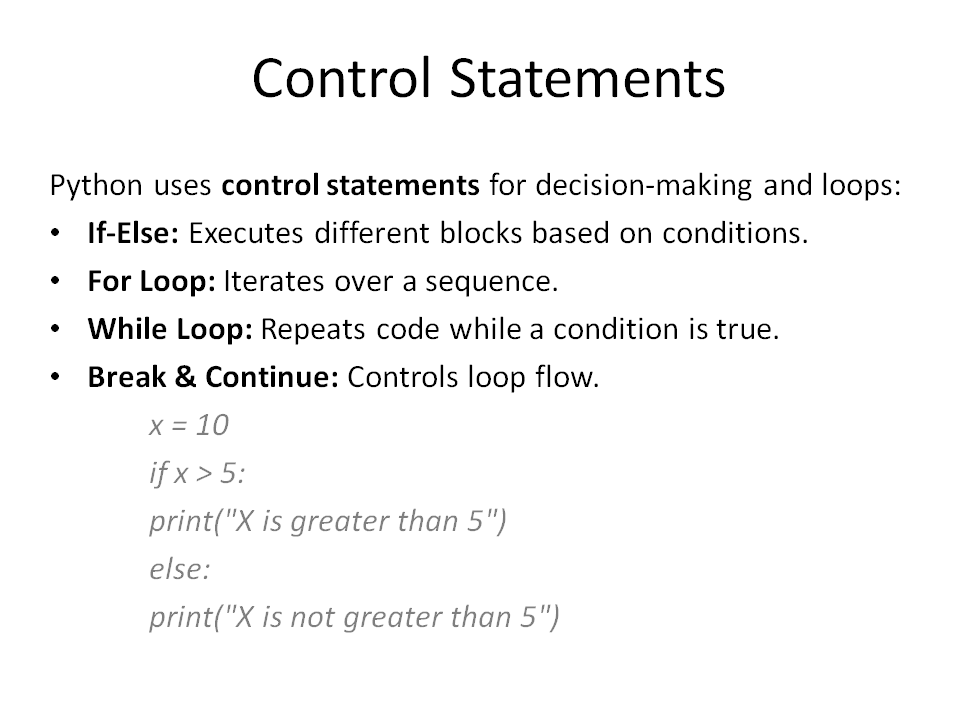 Control Statements
Python uses control statements for decision-making and loops:
• If-Else: Executes different blocks based on conditions.
• For Loop: Iterates over a sequence.
• While Loop: Repeats code while a condition is true.
• Break & Continue: Controls loop flow.
x = 10
if x > 5:
print("X is greater than 5")
else:
print("X is not greater than 5")